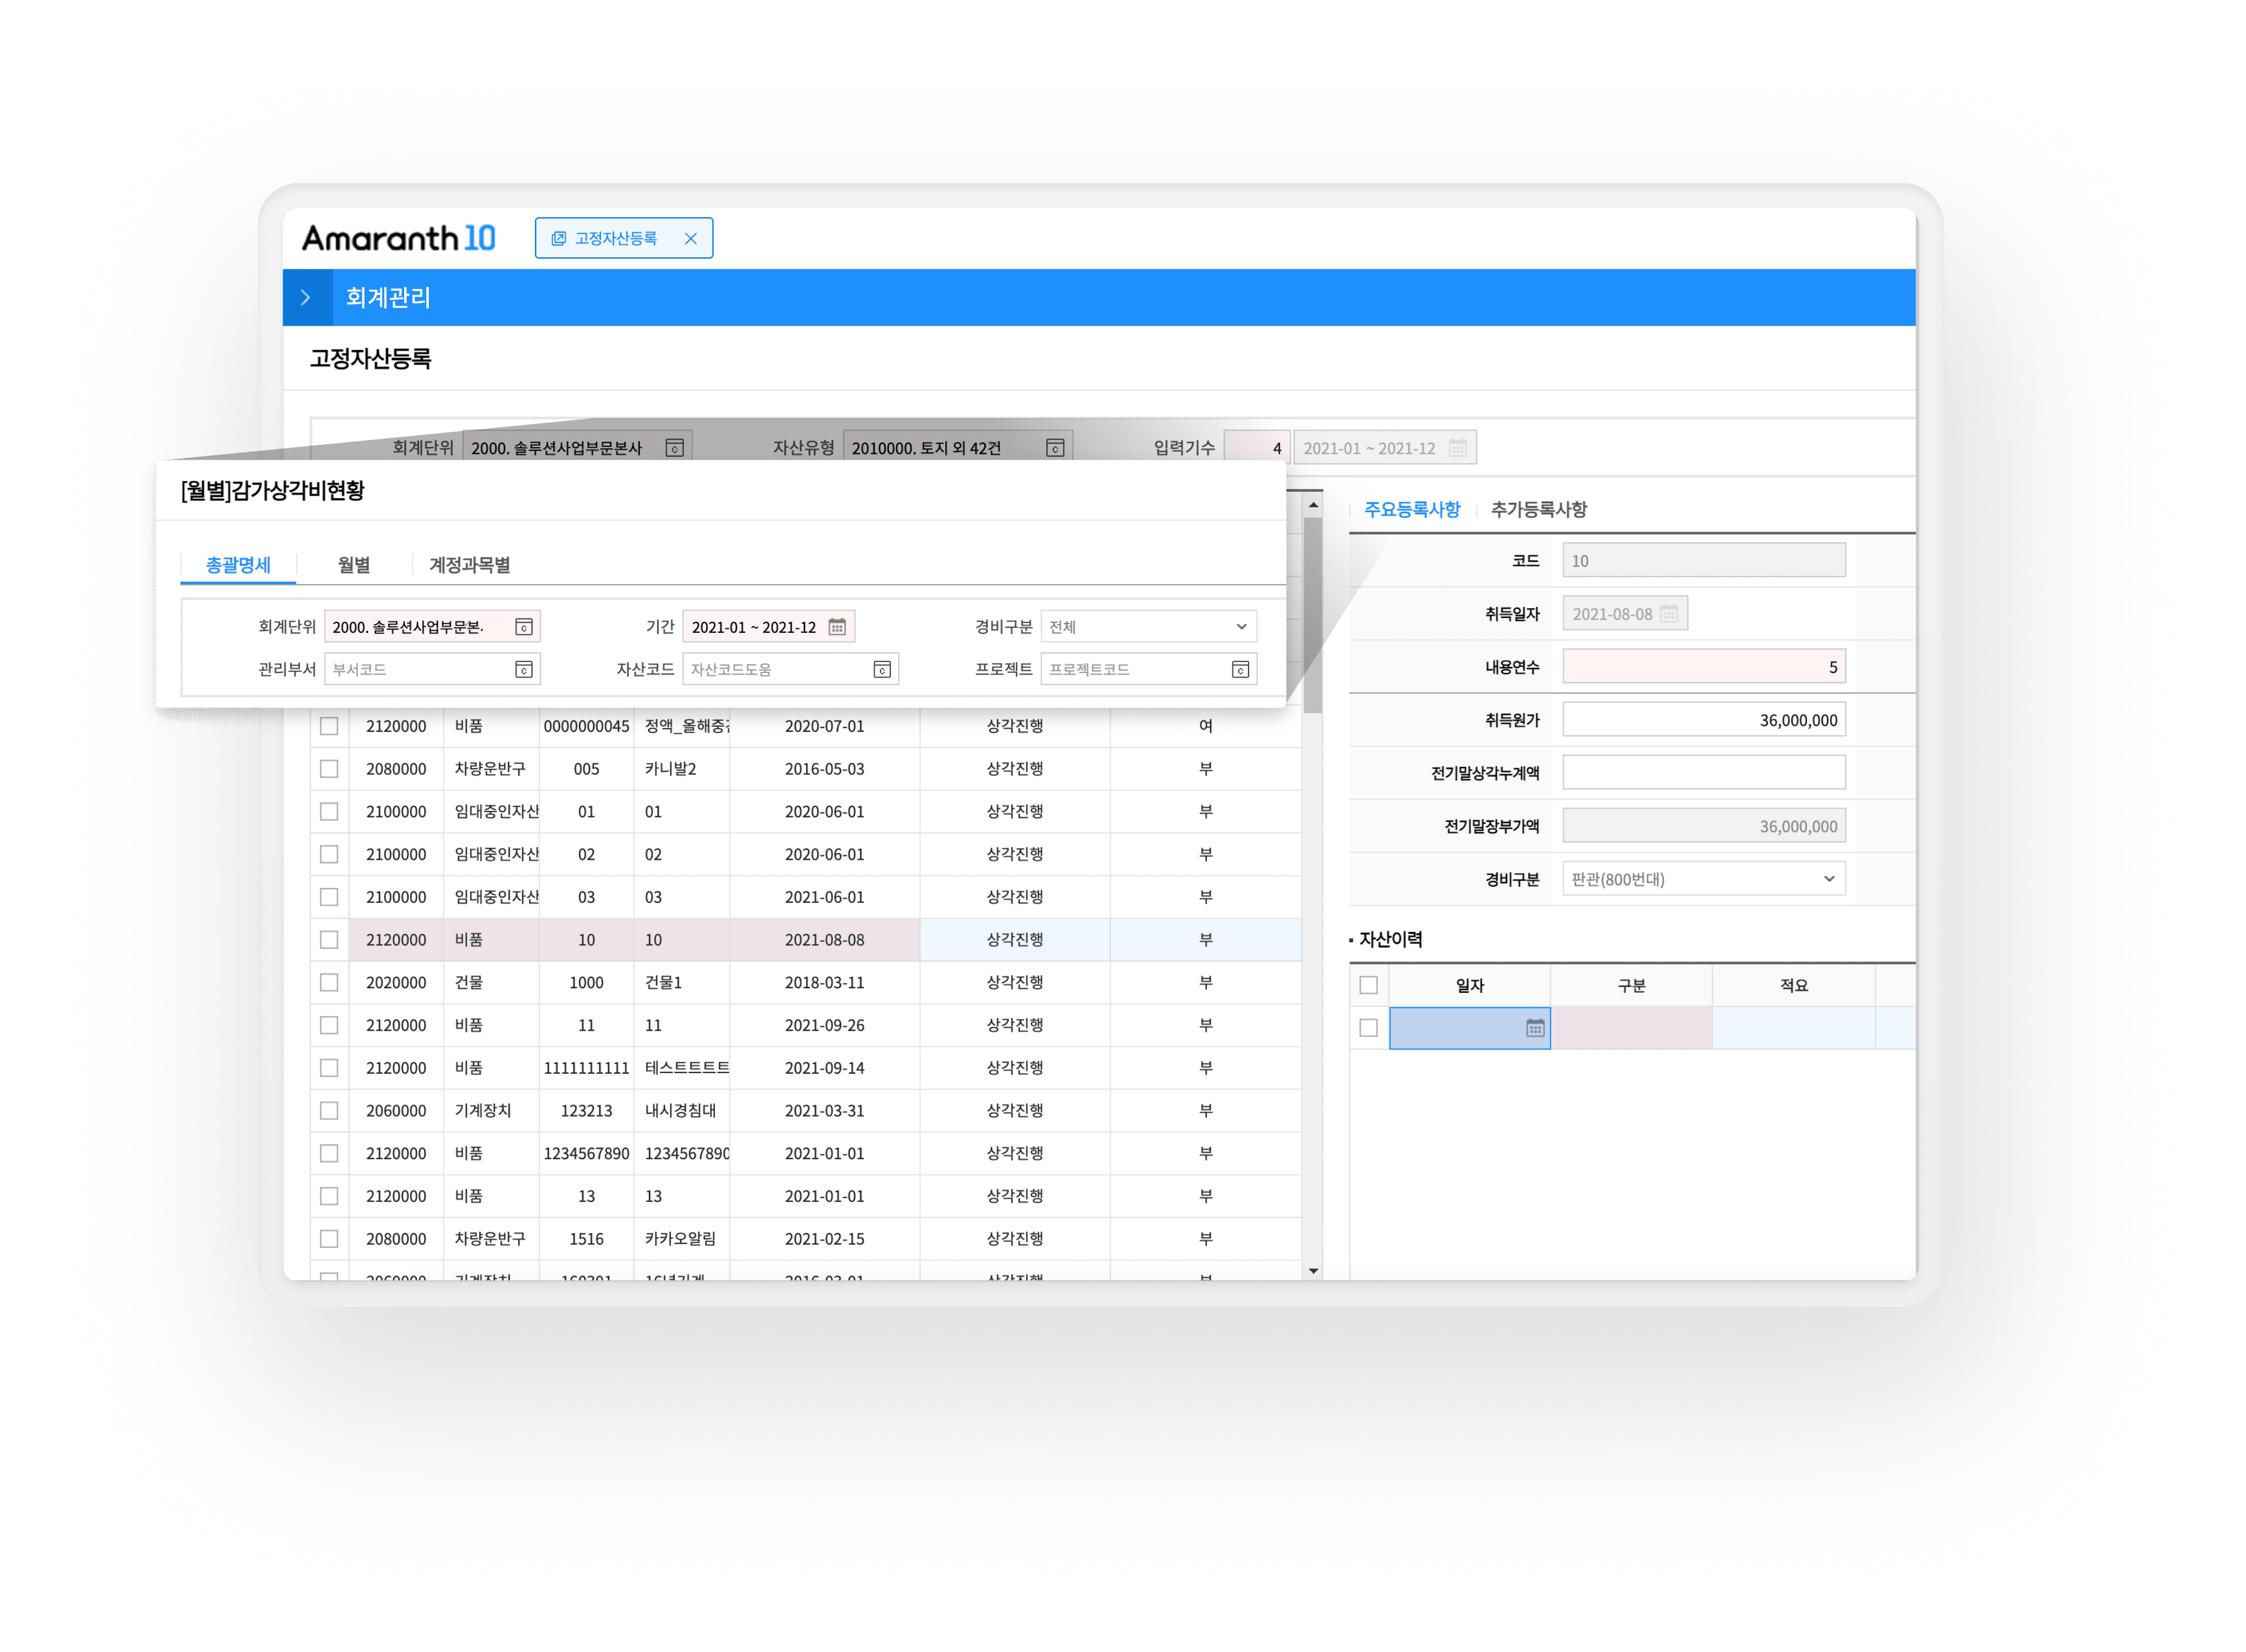 Amaranth 10 고정자산등록
회계관리
고정자산등록
회계단위 2000. 솔루션사업부문본사 자산유형 2010000. 토지 외 42건 입력기수 4 2021-01 ~ 2021-12
[월별]감가상각비현황
총괄명세 월별 계정과목별
회계단위 2000. 솔루션사업부문본 기간 2021-01 ~ 2021-12 경비구분 전체
관리부서 부서코드 자산코드 자산코드도움 프로젝트 프로젝트코드
2120000 비품 0000000045 정액_올해중 2020-07-01 상각진행 여
2080000 차량운반구 005 카니발2 2016-05-03 상각진행 부
2100000 임대중인자산 01 01 2020-06-01 상각진행 부
2100000 임대중인자산 02 02 2020-06-01 상각진행 부
2100000 임대중인자산 03 03 2021-06-01 상각진행 부
2120000 비품 10 10 2021-08-08 상각진행 부
2020000 건물 1000 건물1 2018-03-11 상각진행 부
2120000 비품 11 11 2021-09-26 상각진행 부
2120000 비품 1111111111 테스트트트트 2021-09-14 상각진행 부
2060000 기계장치 123213 내시경침대 2021-03-31 상각진행 부
2120000 비품 1234567890 1234567890 2021-01-01 상각진행 부
2120000 비품 13 13 2021-01-01 상각진행 부
2080000 차량운반구 1516 카카오알림 2021-02-15 상각진행 부
주요등록사항 추가등록사항
코드 10
취득일자 2021-08-08
내용연수 5
취득원가 36,000,000
전기말상각누계액
전기말장부가액 36,000,000
경비구분 판관(800번대)
자산이력
일자 구분 적요